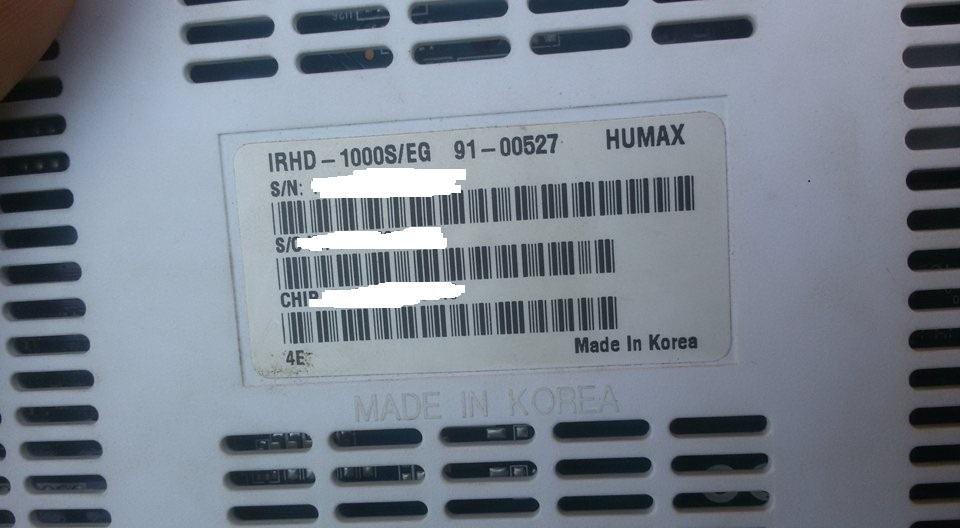 IRHD-1000S/EG 91-00527 HUMAX
S/N:
S/C
CHIP
4E
Made In Korea
MADE IN KOREA